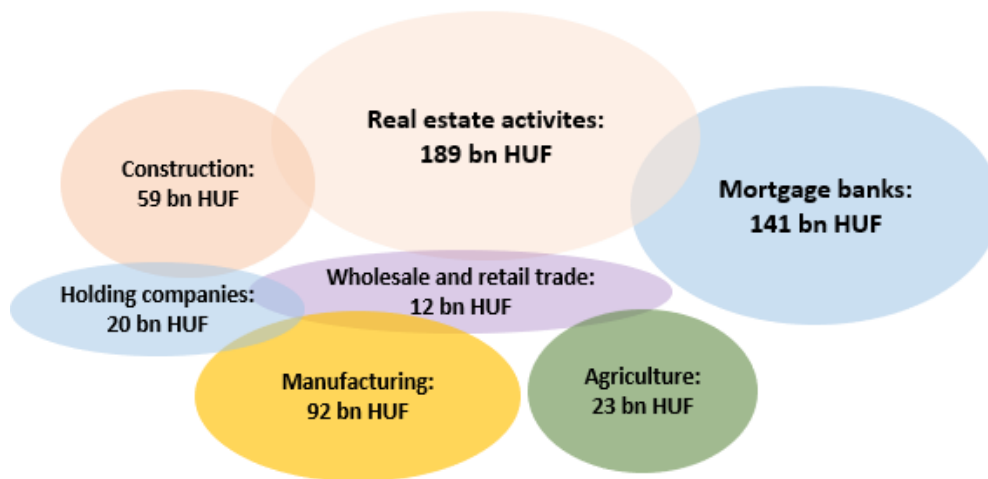 Real estate activites:
189 bn HUF
Construction:
59 bn HUF
Mortgage banks:
141 bn HUF
Holding companies:
20 bn HUF
Wholesale and retail trade:
12 bn HUF
Manufacturing:
92 bn HUF
Agriculture:
23 bn HUF